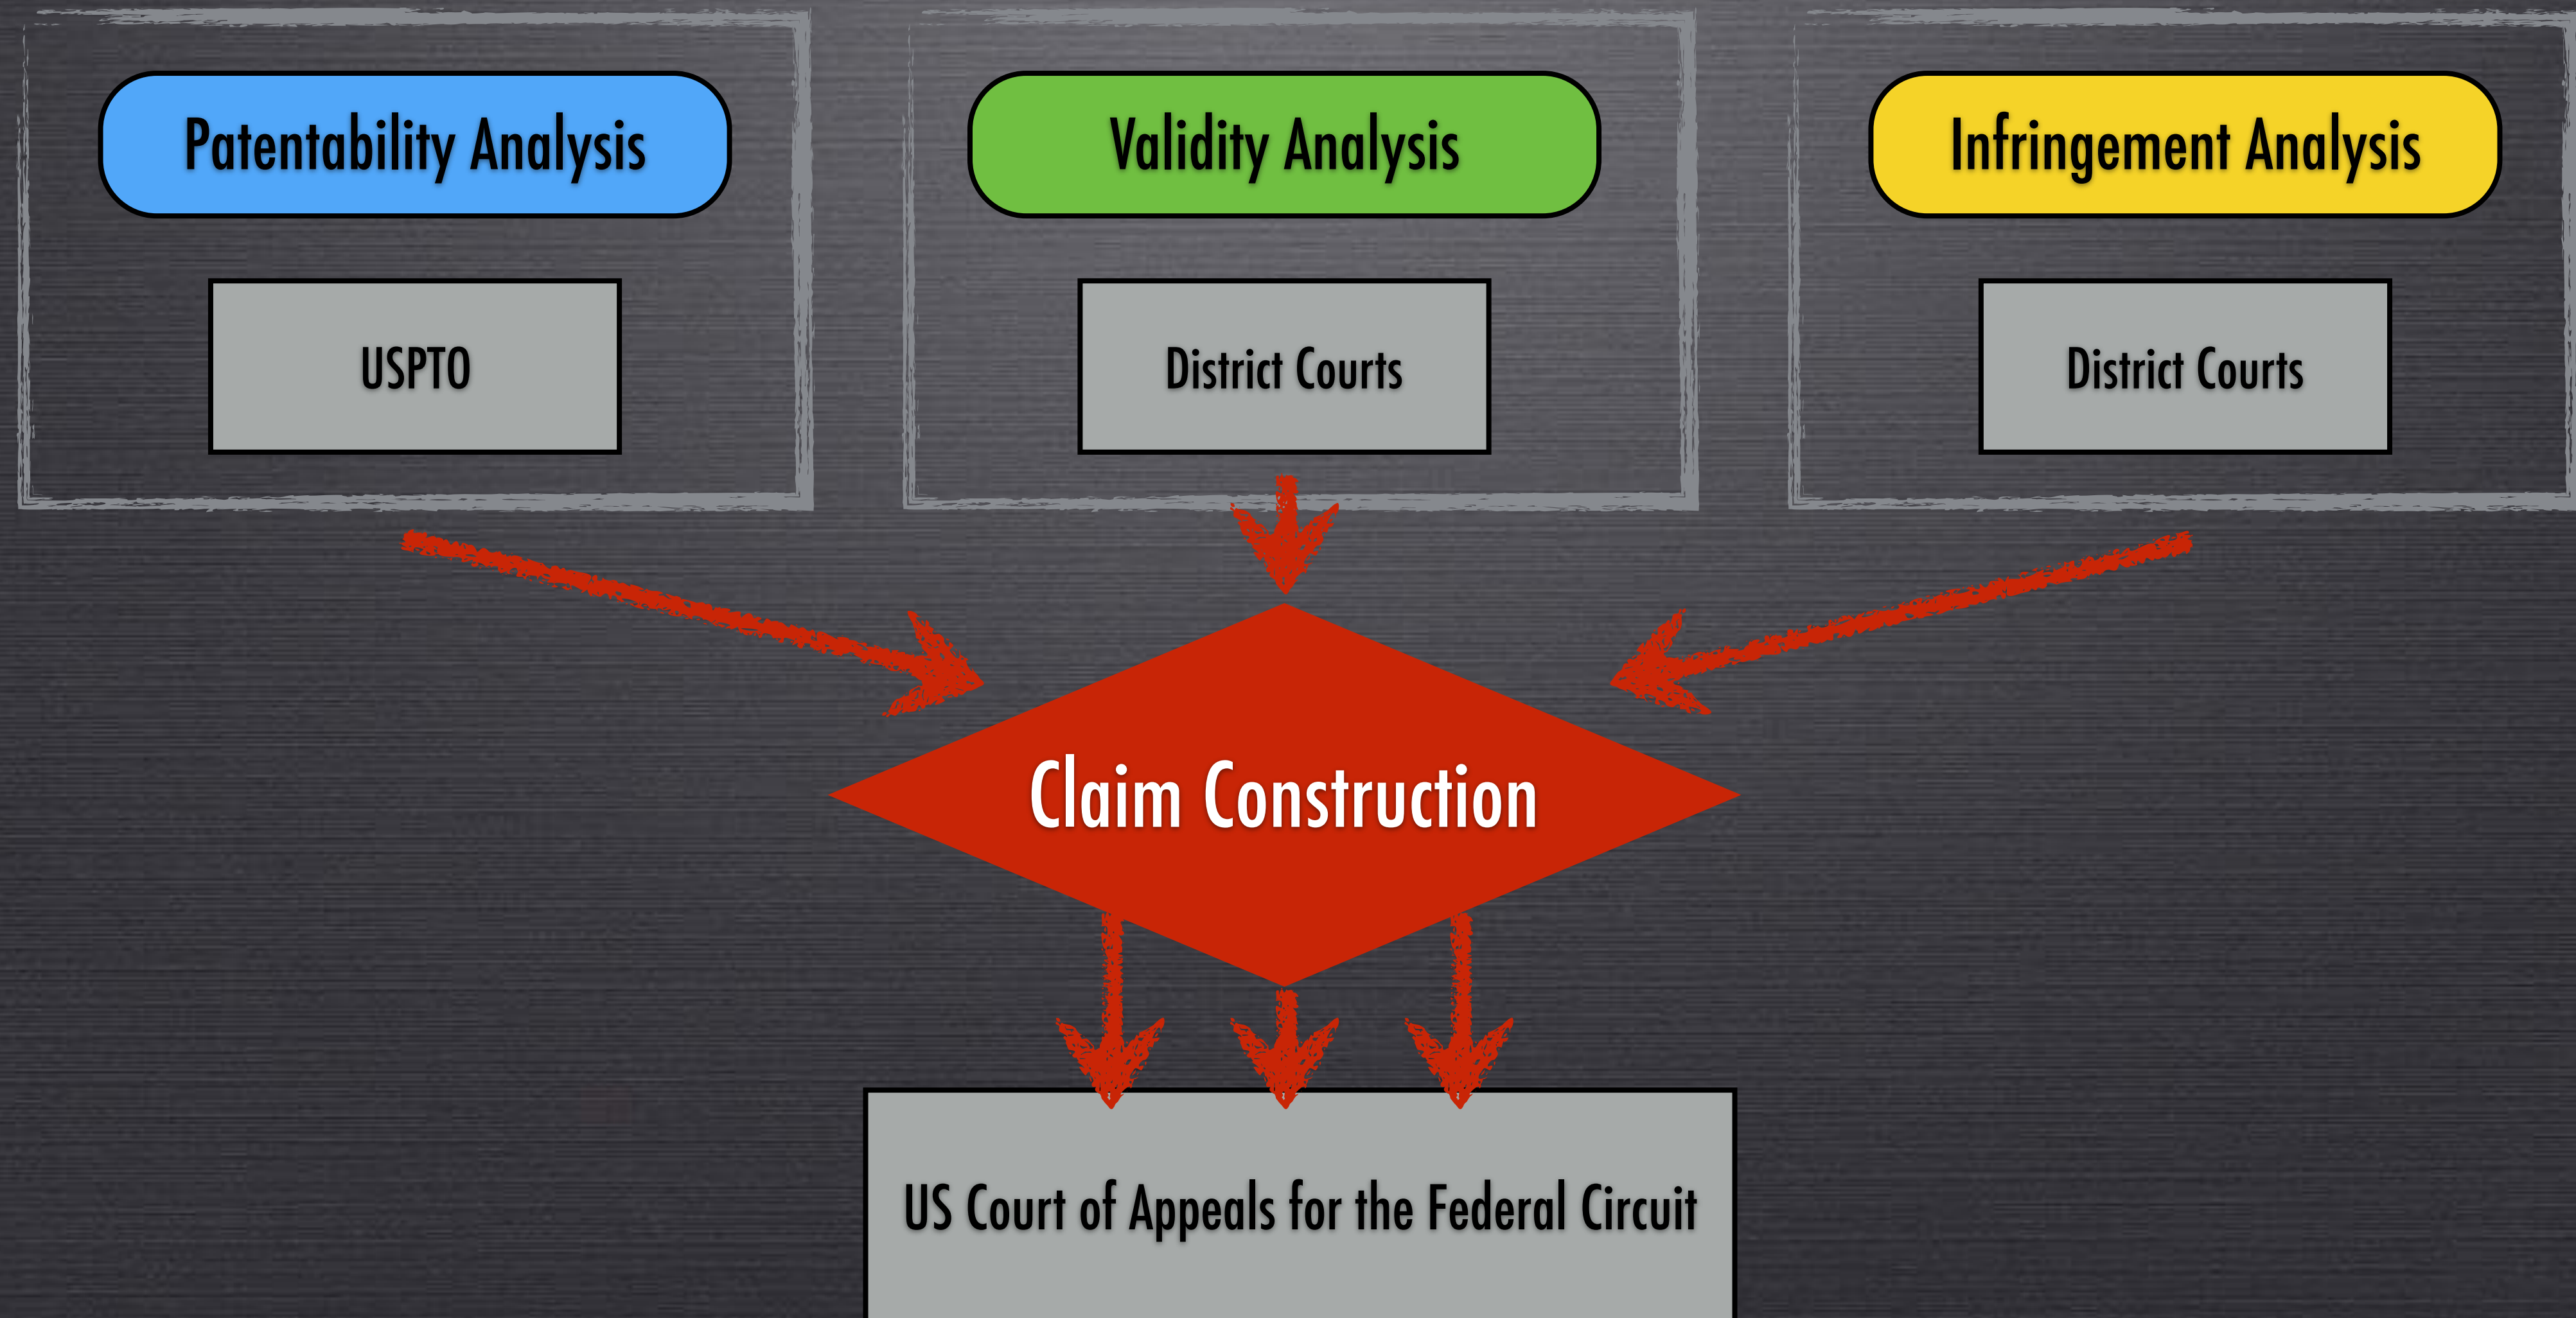 Patentability Analysis
Validity Analysis
Infringement Analysis
USPTO
District Courts
District Courts
Claim Construction
US Court of Appeals for the Federal Circuit